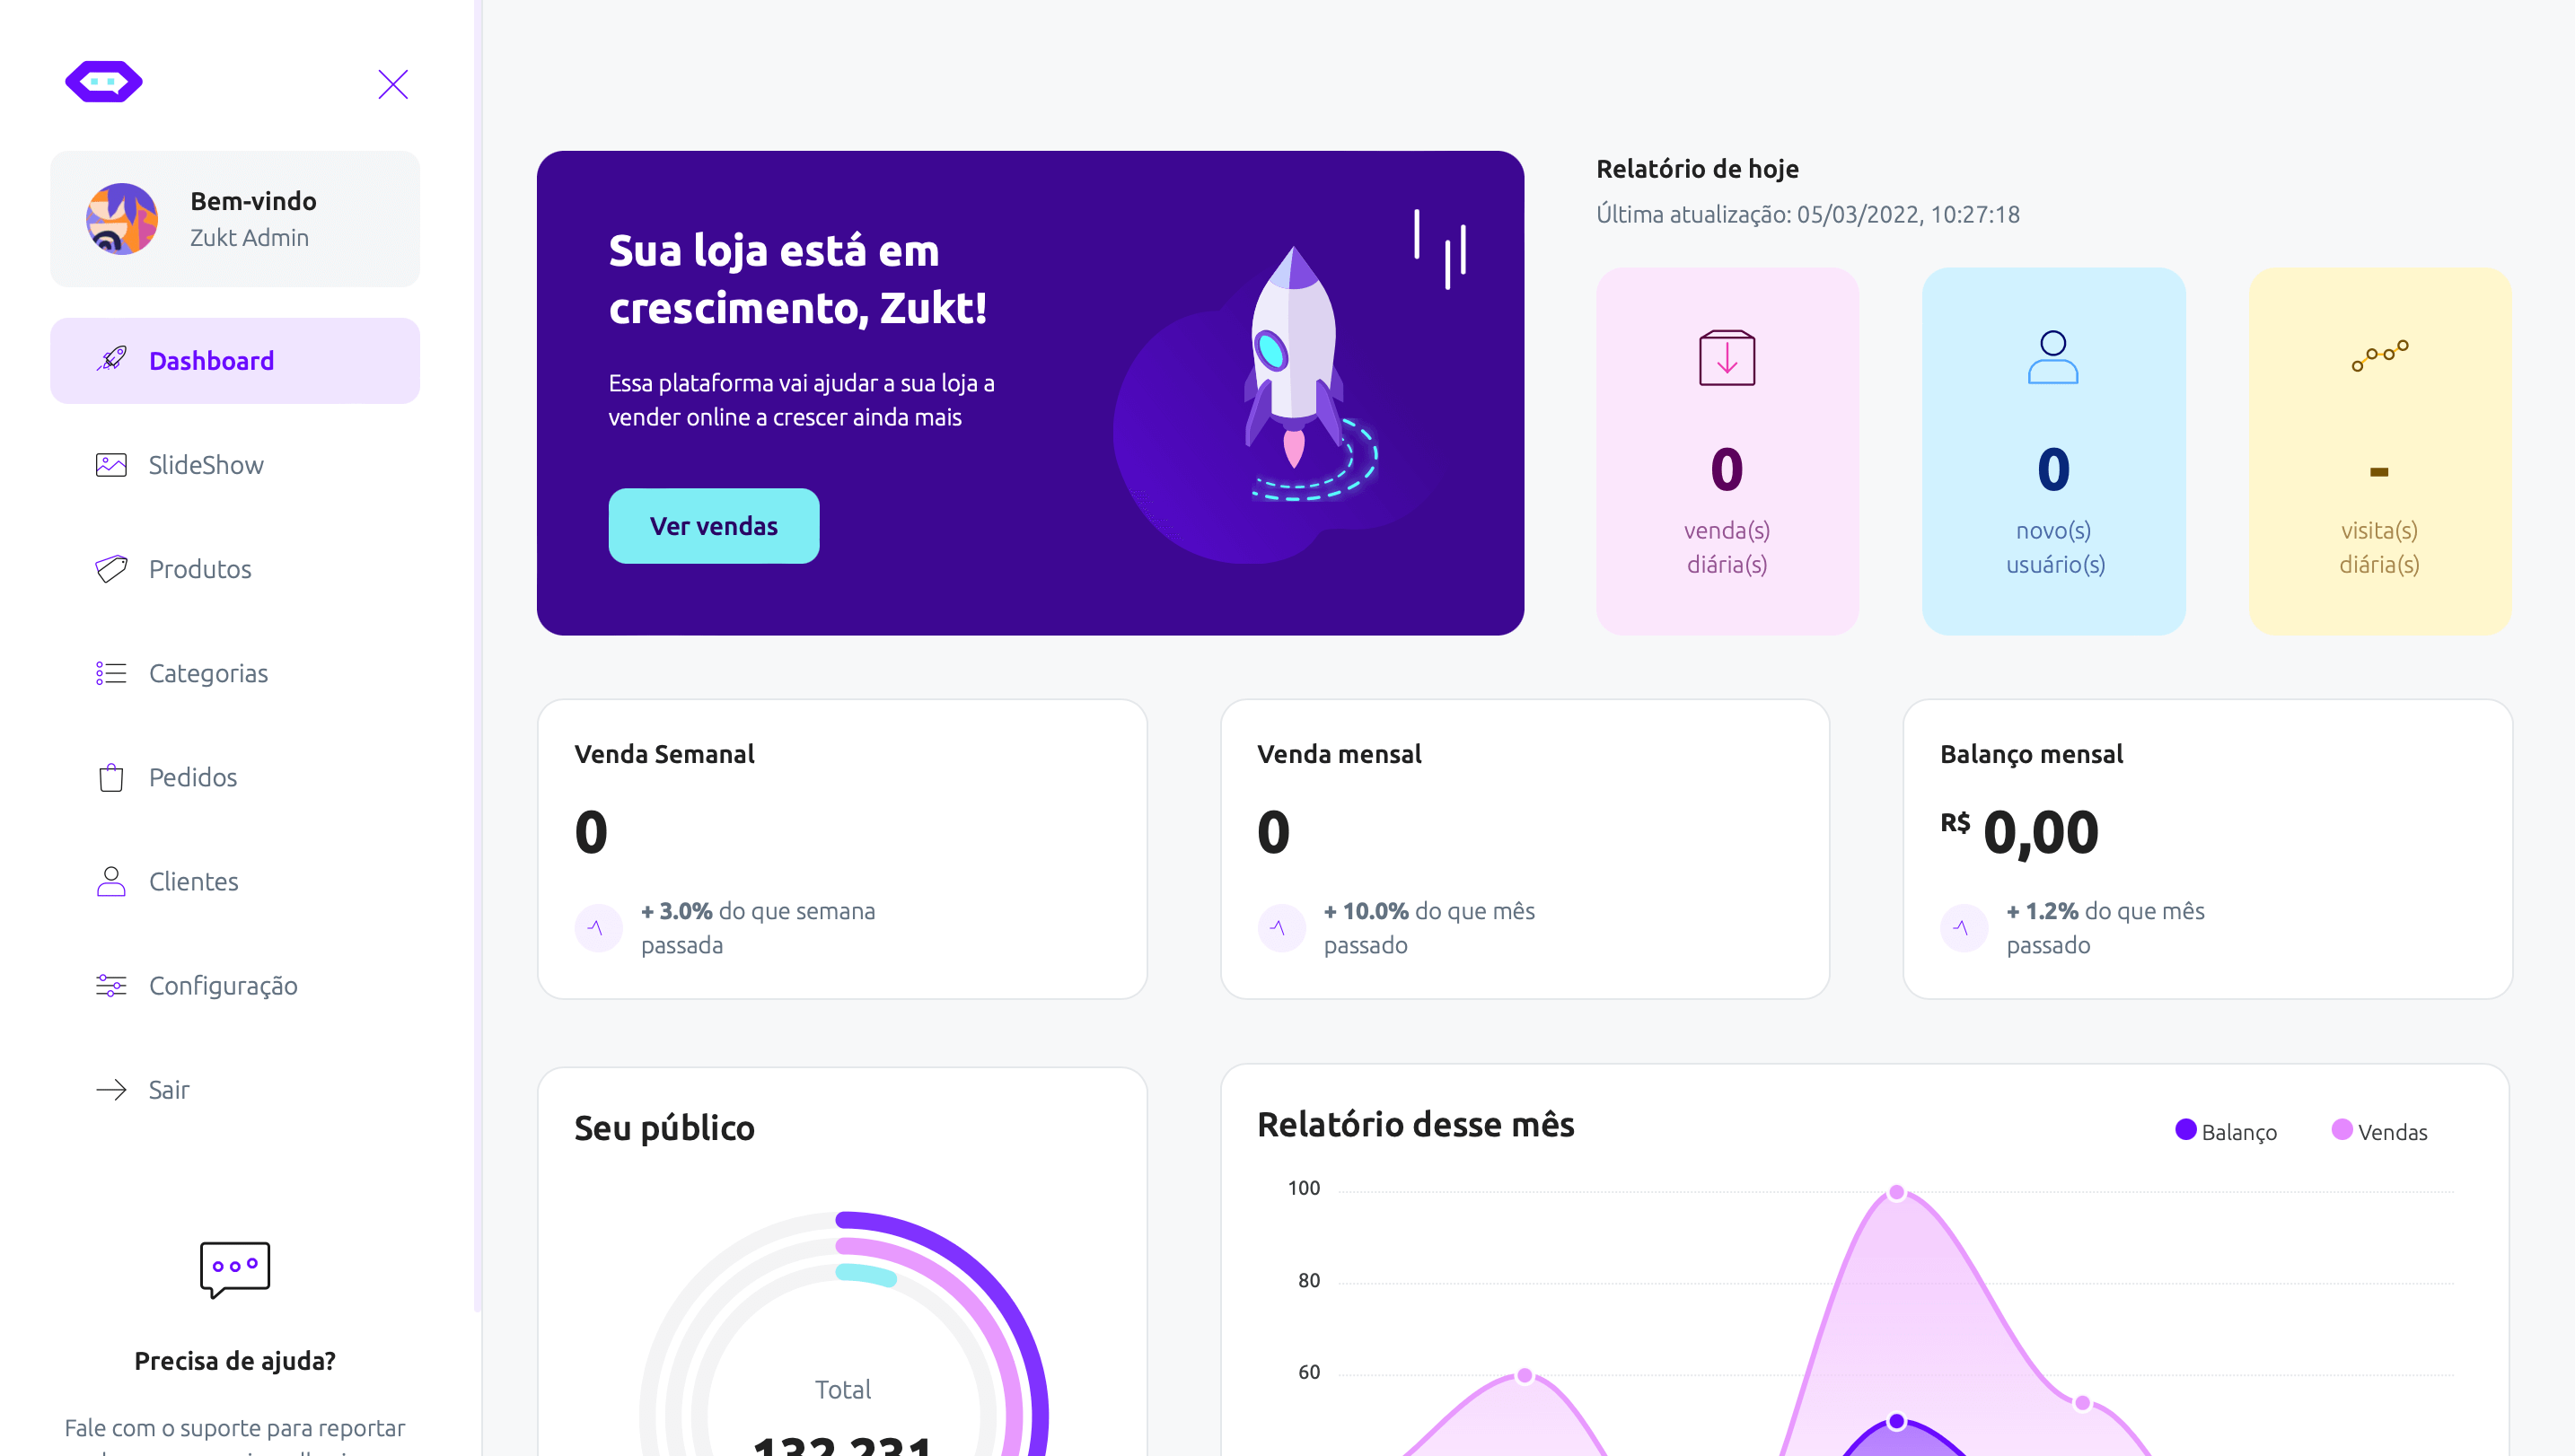 Bem-vindo
Zukt Admin
Dashboard
SlideShow
Produtos
Categorias
Pedidos
Clientes
Configuração
Sair
Precisa de ajuda?
Fale com o suporte para reportar
Sua loja está em
crescimento, Zukt!
Essa plataforma vai ajudar a sua loja a
vender online a crescer ainda mais
Ver vendas
Relatório de hoje
Última atualização: 05/03/2022, 10:27:18
0
venda(s)
diária(s)
0
novo(s)
usuário(s)
-
visita(s)
diária(s)
Venda Semanal
0
+ 3.0% do que semana
passada
Venda mensal
0
+ 10.0% do que mês
passado
Balanço mensal
R$ 0,00
+ 1.2% do que mês
passado
Seu público
Total
132.231
Relatório desse mês
Balanço
Vendas
100
80
60